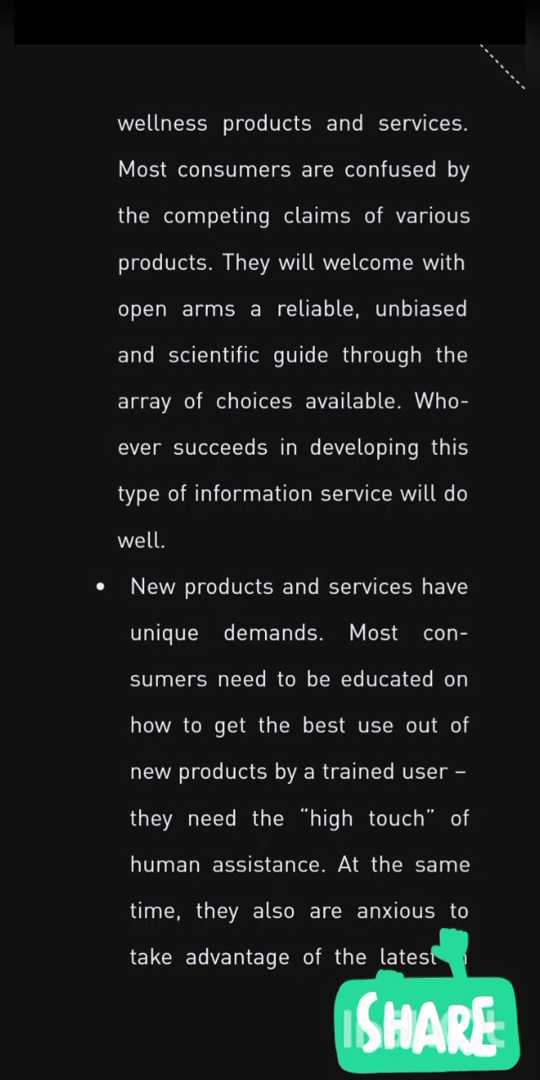 wellness products and services.
Most consumers are confused by
the competing claims of various
products. They will welcome with
open arms a reliable, unbiased
and scientific guide through the
array of choices available. Who-
ever succeeds in developing this
type of information service will do
well.
• New products and services have
unique demands. Most con-
sumers need to be educated on
how to get the best use out of
new products by a trained user –
they need the “high touch” of
human assistance. At the same
time, they also are anxious to
take advantage of the latest
SHARE